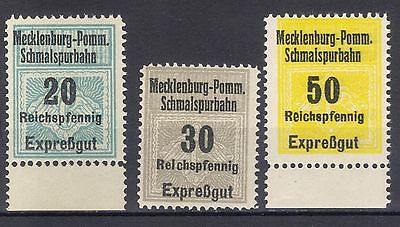 Mecklenburg-Pomm.
Schmalspurbahn
20
Reichspfennig
Expreßgut
Mecklenburg-Pomm.
Schmalspurbahn
30
Reichspfennig
Expreßgut
Mecklenburg-Pomm.
Schmalspurbahn
50
Reichspfennig
Expreßgut